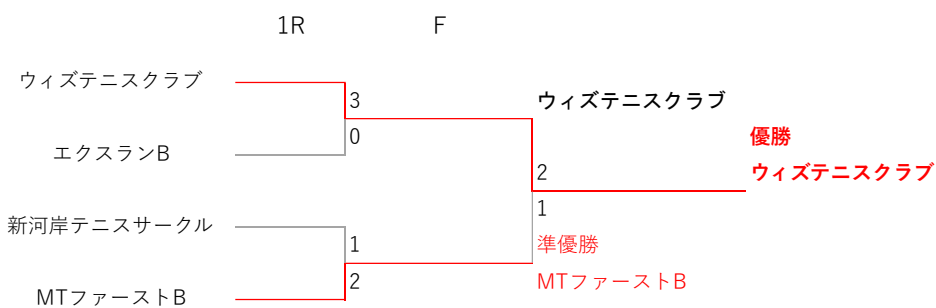 1R F
ウィズテニスクラブ
3
ウィズテニスクラブ
0
優勝
エクスランB
2
ウィズテニスクラブ
1
新河岸テニスサークル
1
準優勝
2
MTファーストB
MTファーストB